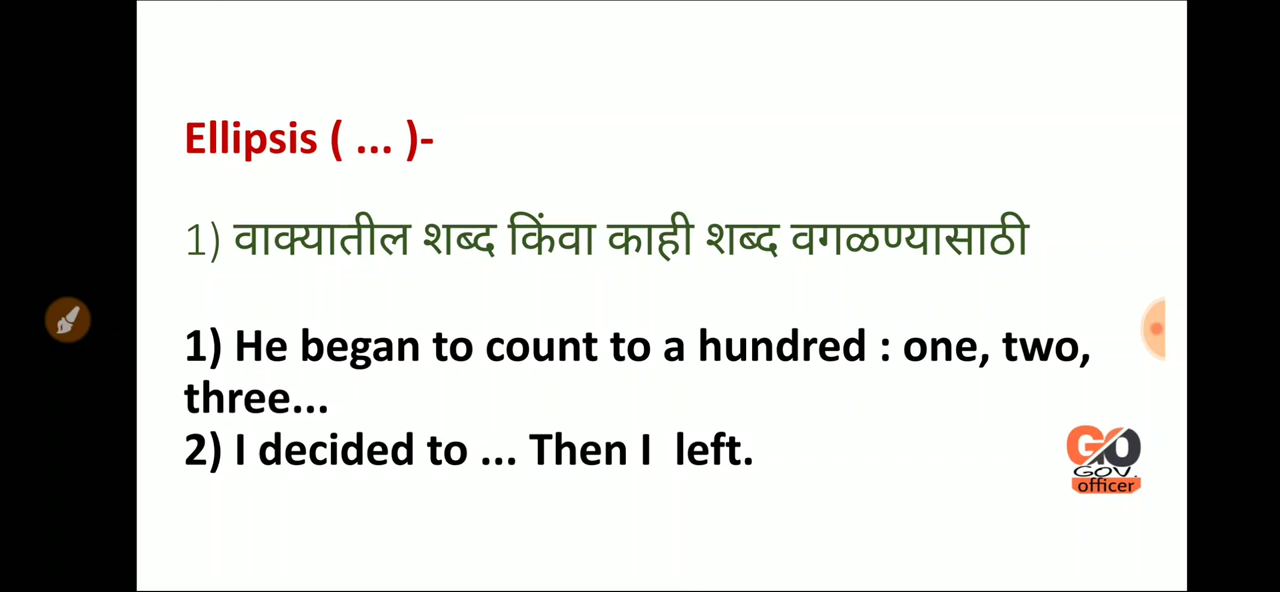 Ellipsis ( ... )-
1) वाक्यातील शब्द किंवा काही शब्द वगळण्यासाठी
1) He began to count to a hundred : one, two,
three...
2) I decided to ... Then I left.
GO
GOV.
officer